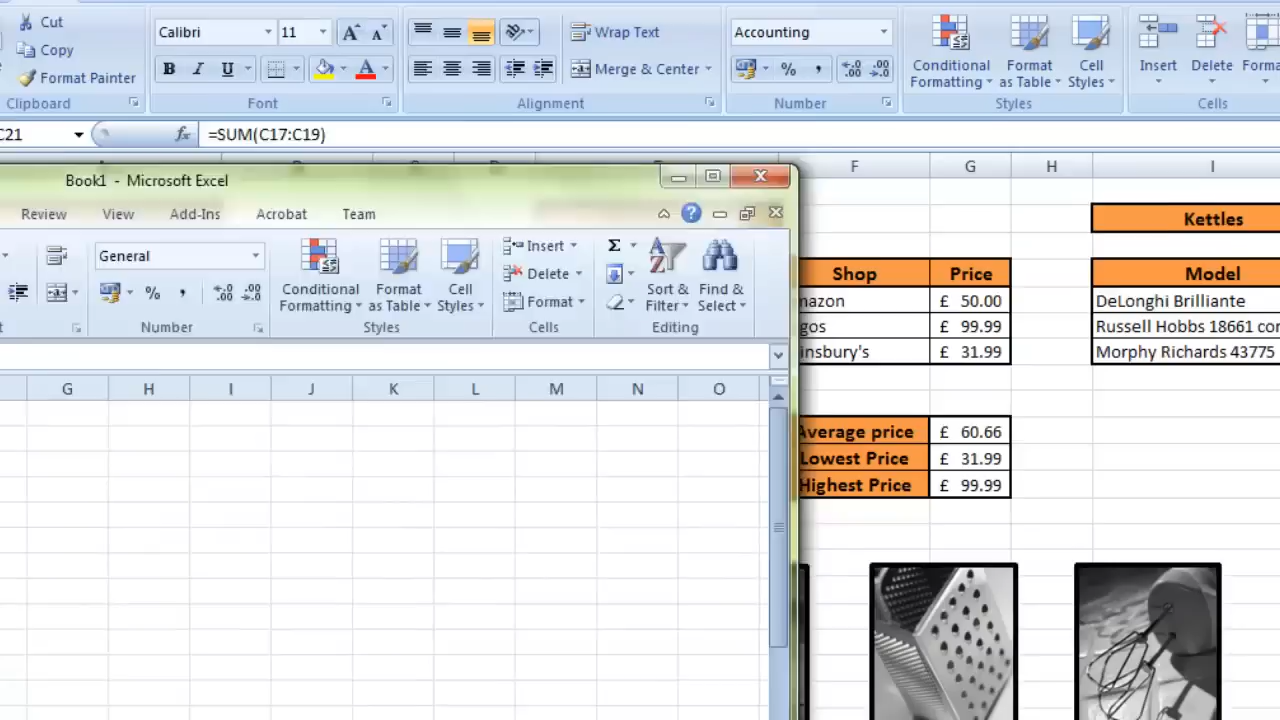 Cut
Copy
Format Painter
Clipboard
Calibri 11
B I U A
Font
Wrap Text
Merge & Center
Alignment
Accounting
% ,
Number
Conditional Formatting
Format as Table
Cell Styles
Styles
Insert
Delete
Forma
Cells
C21 fx =SUM(C17:C19)
F G H I
Book1 - Microsoft Excel
Review View Add-Ins Acrobat Team
General
% ,
Number
Conditional Formatting
Format as Table
Cell Styles
Styles
Insert
Delete
Format
Cells
Σ
Sort & Filter
Find & Select
Editing
G H I J K L M N O
Kettles
Shop Price Model
mazon £ 50.00 DeLonghi Brilliante
gos £ 99.99 Russell Hobbs 18661 cor
insbury's £ 31.99 Morphy Richards 43775
Average price £ 60.66
Lowest Price £ 31.99
Highest Price £ 99.99